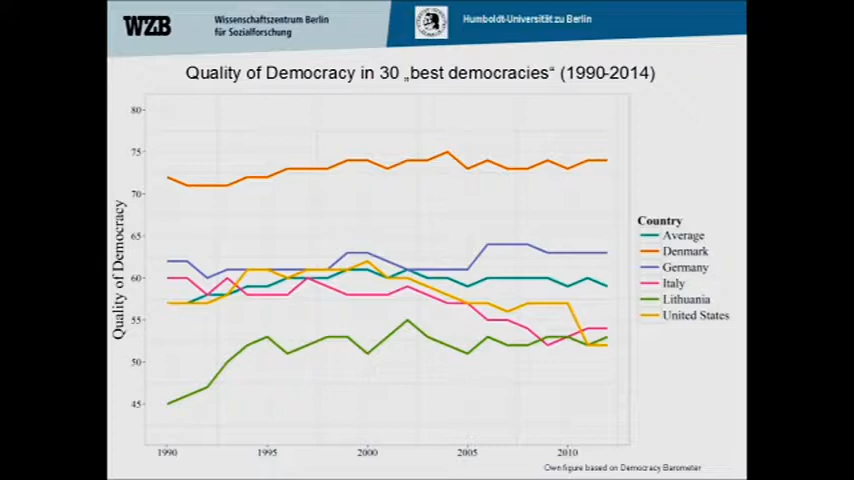 WZB
Wissenschaftszentrum Berlin
für Sozialforschung
Humboldt-Universität zu Berlin
Quality of Democracy in 30 „best democracies“ (1990-2014)
Quality of Democracy
80
75
70
65
60
55
50
45
1990
1995
2000
2005
2010
Country
Average
Denmark
Germany
Italy
Lithuania
United States
Own figure based on Democracy Barometer